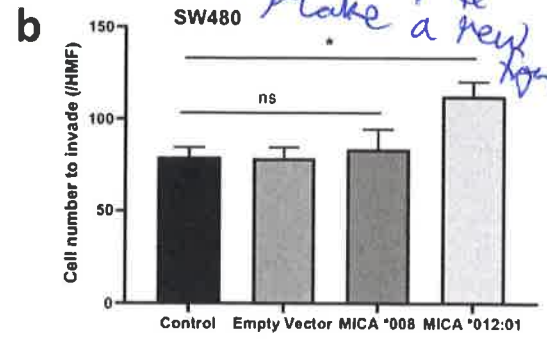 b
SW480
Make
a new
*
ns
Cell number to invade (/HMF)
150
100
50
0
Control Empty Vector MICA *008 MICA *012:01